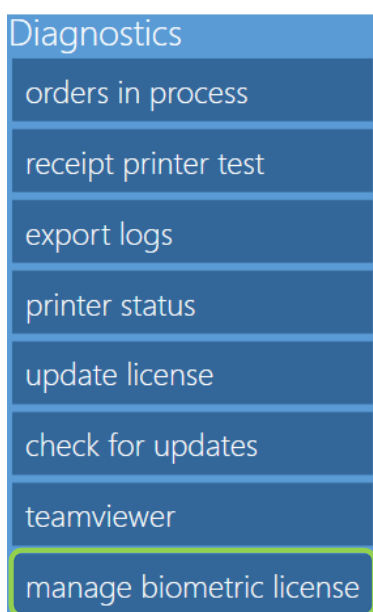 Diagnostics
orders in process
receipt printer test
export logs
printer status
update license
check for updates
teamviewer
manage biometric license